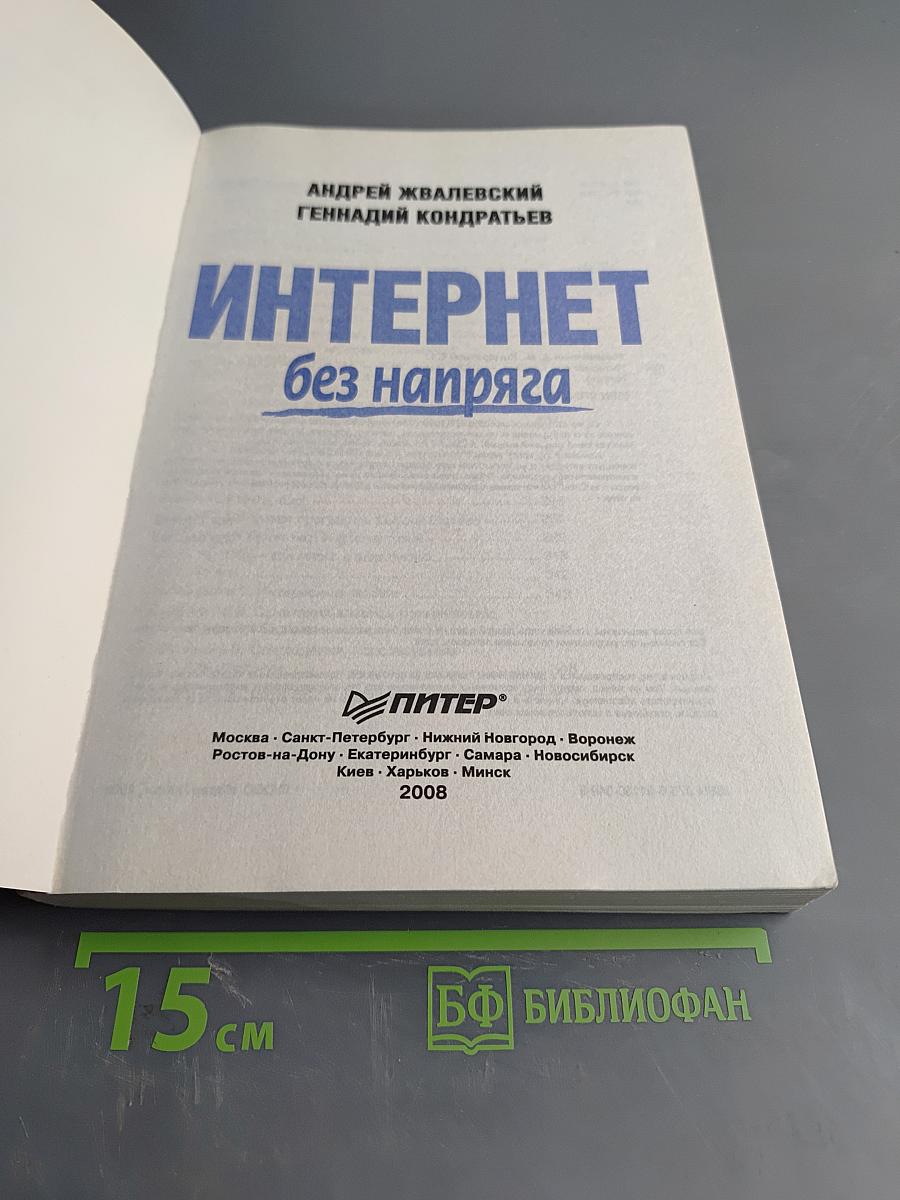 АНДРЕЙ ЖВАЛЕВСКИЙ
ГЕННАДИЙ КОНДРАТЬЕВ
ИНТЕРНЕТ
без напряга
ПИТЕР®
Москва · Санкт-Петербург · Нижний Новгород · Воронеж
Ростов-на-Дону · Екатеринбург · Самара · Новосибирск
Киев · Харьков · Минск
2008
15 см
БФ БИБЛИОФАН